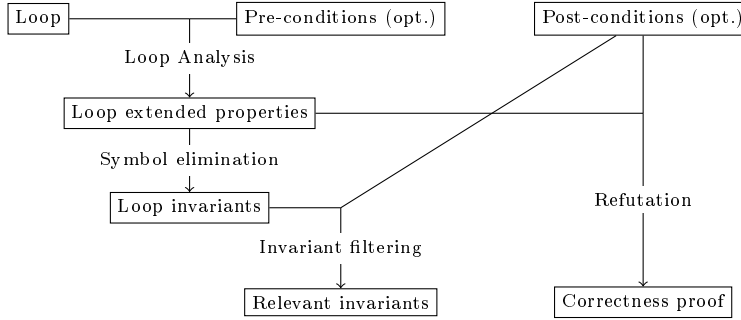 Loop
Pre-conditions (opt.)
Post-conditions (opt.)
Loop Analysis
Loop extended properties
Symbol elimination
Loop invariants
Refutation
Invariant filtering
Relevant invariants
Correctness proof